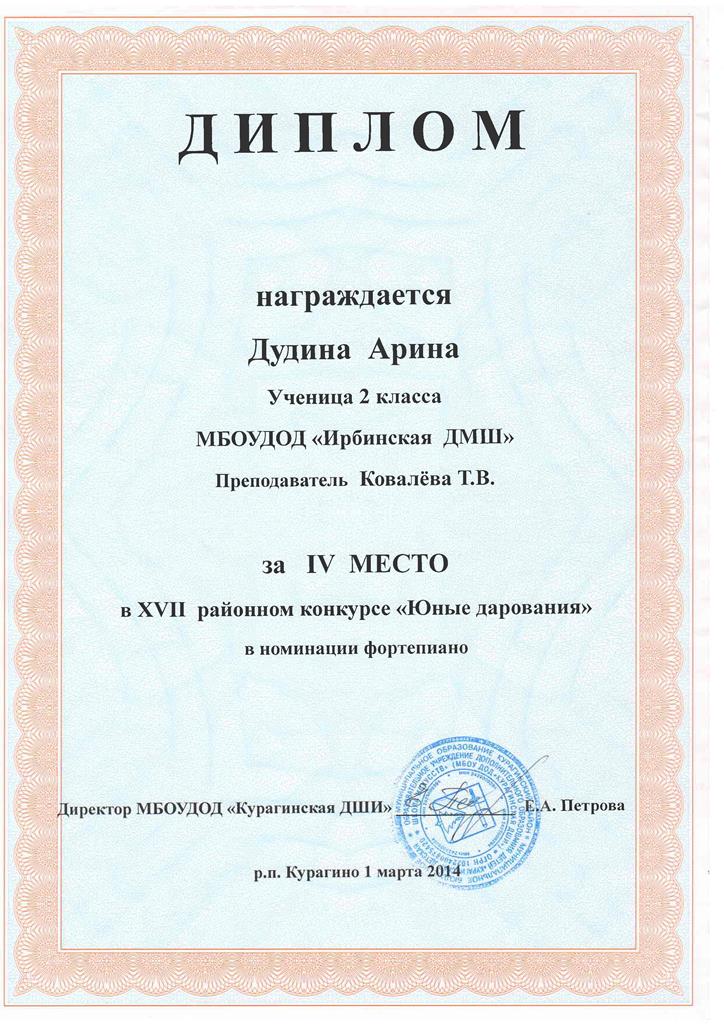 ДИПЛОМ
награждается
Дудина Арина
Ученица 2 класса
МБОУДОД «Ирбинская ДМШ»
Преподаватель Ковалёва Т.В.
за IV МЕСТО
в XVII районном конкурсе «Юные дарования»
в номинации фортепиано
Директор МБОУДОД «Курагинская ДШИ» Е.А. Петрова
р.п. Курагино 1 марта 2014